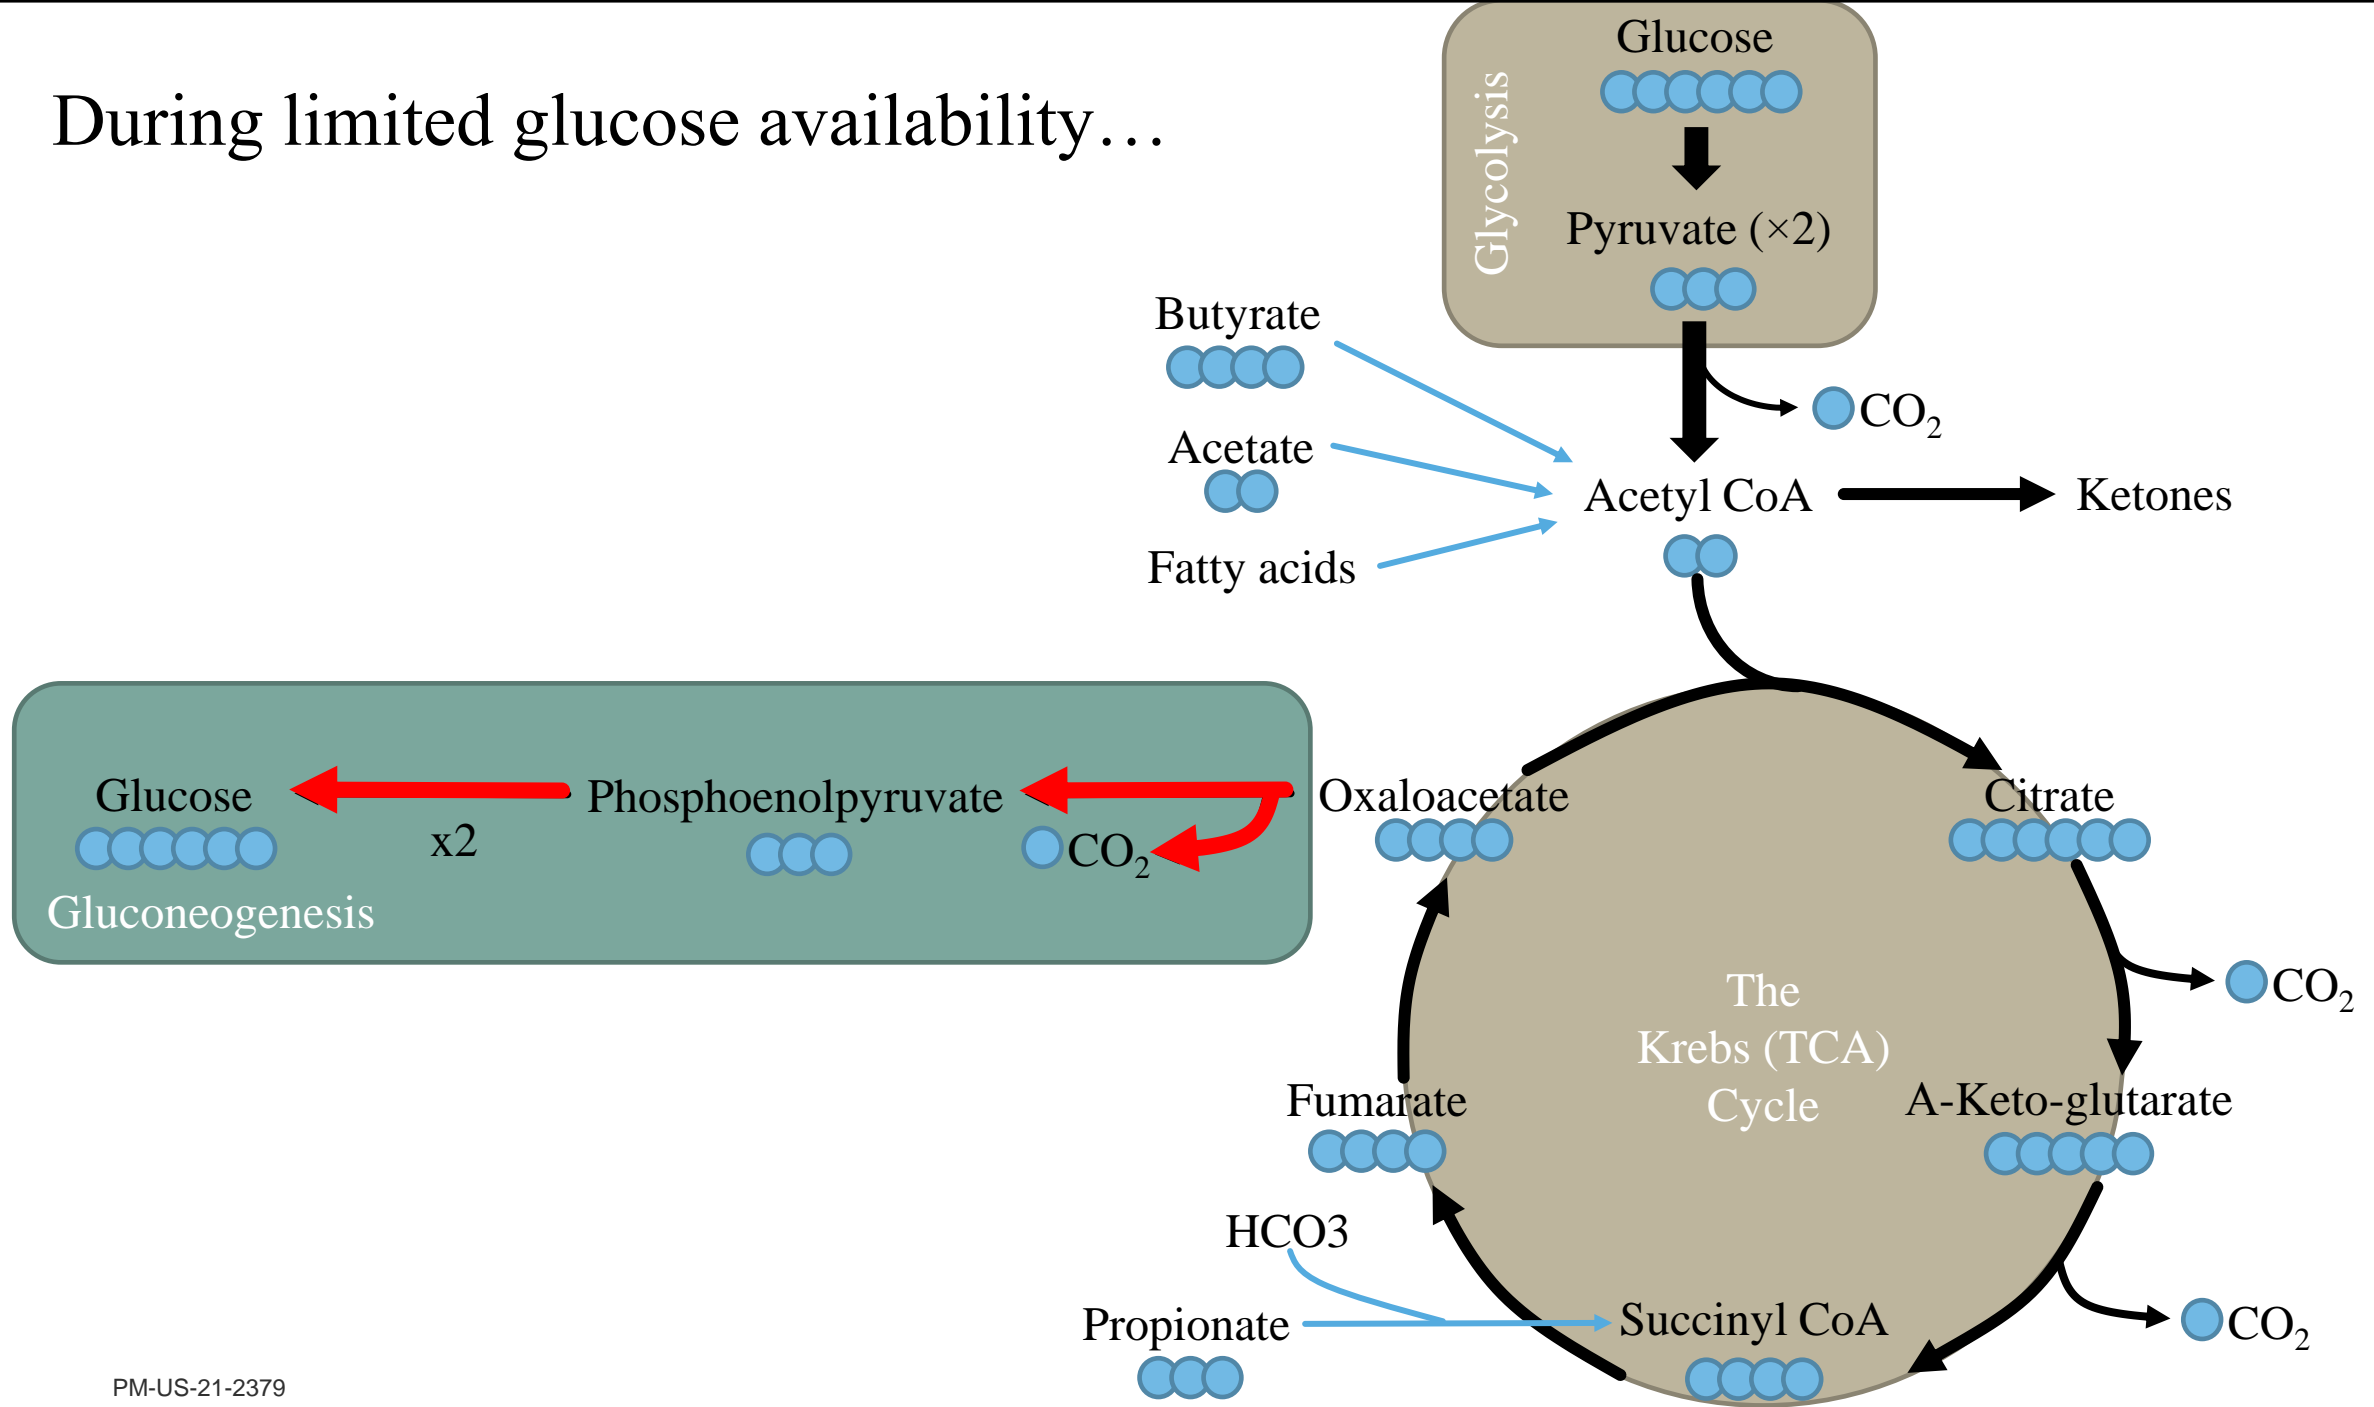 During limited glucose availability…
Glycolysis
Glucose
Pyruvate (×2)
Butyrate
CO₂
Acetate
Acetyl CoA
Ketones
Fatty acids
Glucose
x2
Phosphoenolpyruvate
CO₂
Gluconeogenesis
Oxaloacetate
Citrate
CO₂
The
Krebs (TCA)
Cycle
Fumarate
A-Keto-glutarate
HCO3
Propionate
Succinyl CoA
CO₂
PM-US-21-2379